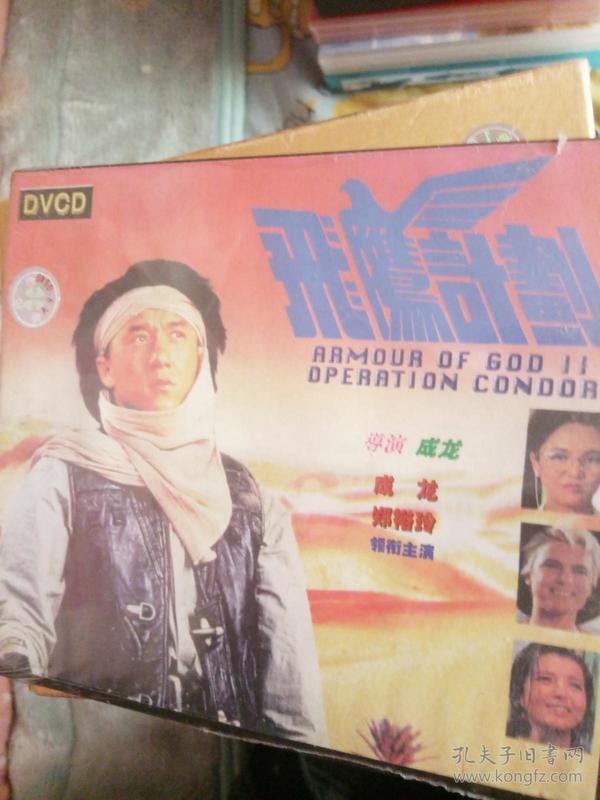 DVCD
飛鷹計劃
ARMOUR OF GOD II
OPERATION CONDOR
導演 成龙
成 龙
郑裕玲
领衔主演
孔夫子旧書网
www.kongfz.com